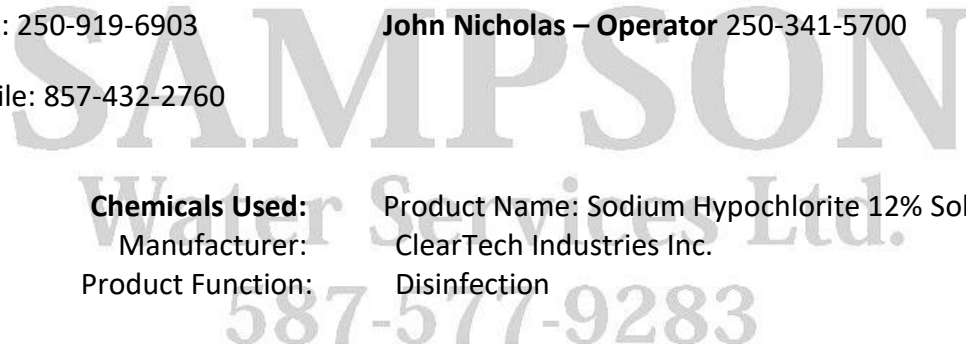 : 250-919-6903 John Nicholas – Operator 250-341-5700
ile: 857-432-2760
SAMPSON
Water Services Ltd.
Chemicals Used: Product Name: Sodium Hypochlorite 12% Sol
Manufacturer: ClearTech Industries Inc.
Product Function: Disinfection
587-577-9283